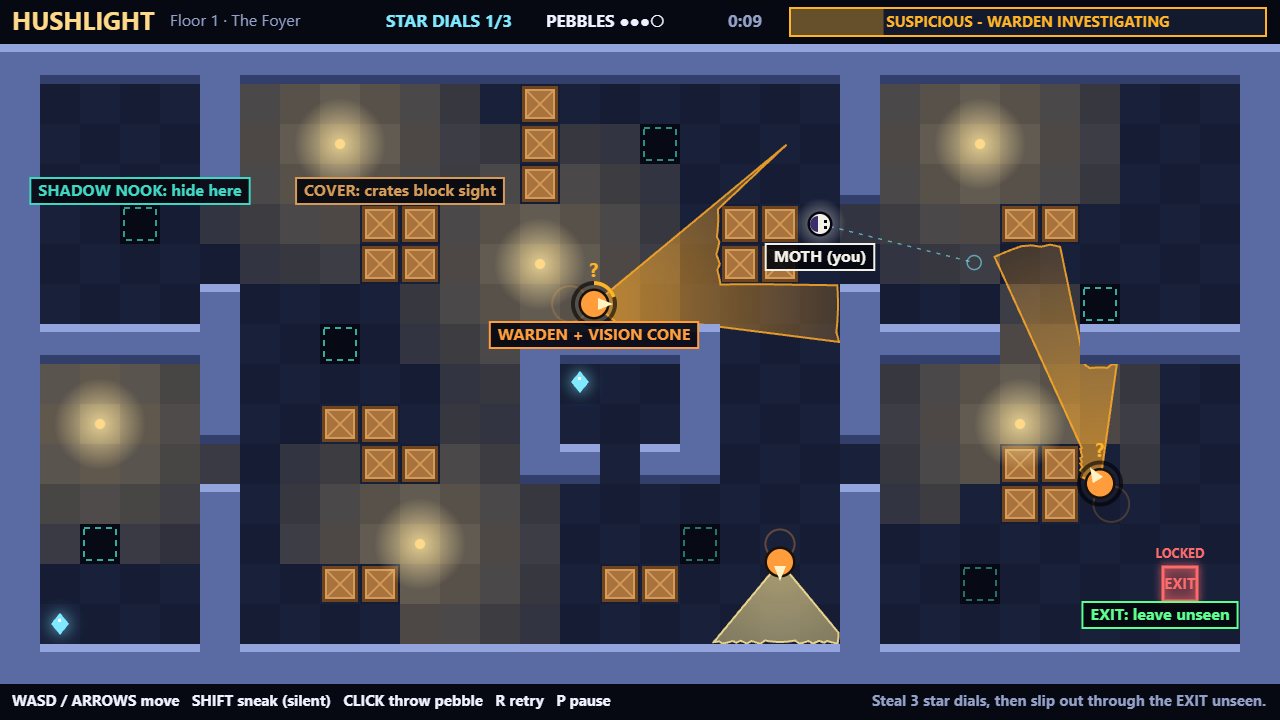 HUSHLIGHT Floor 1 · The Foyer STAR DIALS 1/3 PEBBLES 0:09 SUSPICIOUS - WARDEN INVESTIGATING
SHADOW NOOK: hide here
COVER: crates block sight
MOTH (you)
?
WARDEN + VISION CONE
?
LOCKED
EXIT
EXIT: leave unseen
WASD / ARROWS move SHIFT sneak (silent) CLICK throw pebble R retry P pause Steal 3 star dials, then slip out through the EXIT unseen.